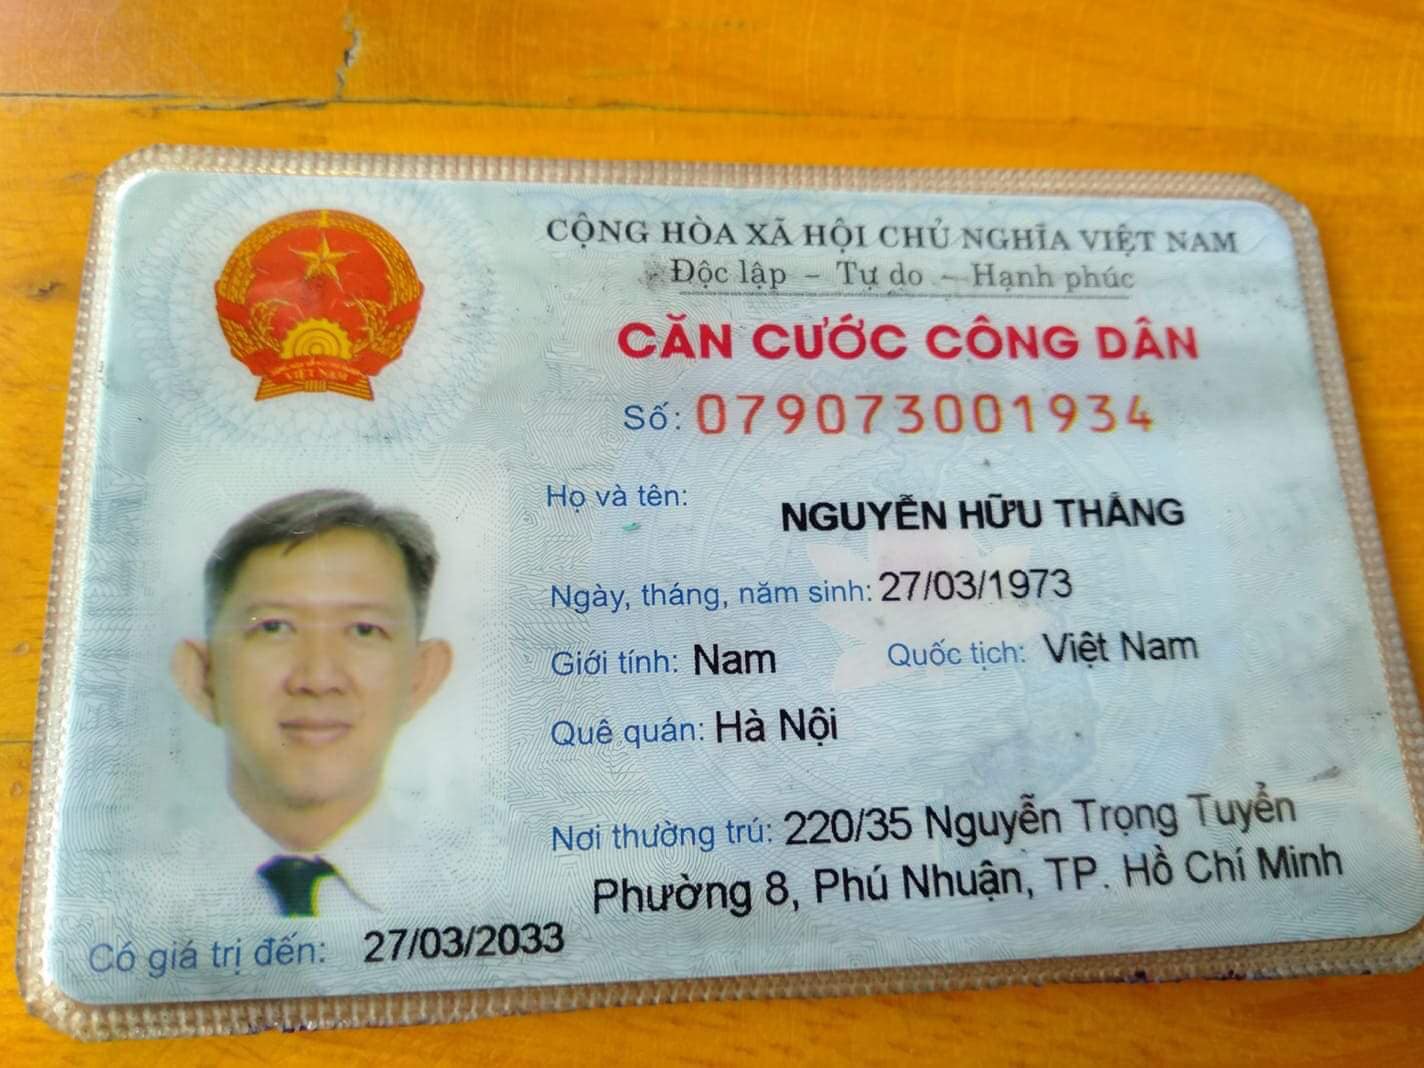 CỘNG HÒA XÃ HỘI CHỦ NGHĨA VIỆT NAM
Độc lập - Tự do - Hạnh phúc
CĂN CƯỚC CÔNG DÂN
Số: 079073001934
Họ và tên: NGUYỄN HỮU THẮNG
Ngày, tháng, năm sinh: 27/03/1973
Giới tính: Nam Quốc tịch: Việt Nam
Quê quán: Hà Nội
Nơi thường trú: 220/35 Nguyễn Trọng Tuyển
Phường 8, Phú Nhuận, TP. Hồ Chí Minh
Có giá trị đến: 27/03/2033
VIỆT NAM